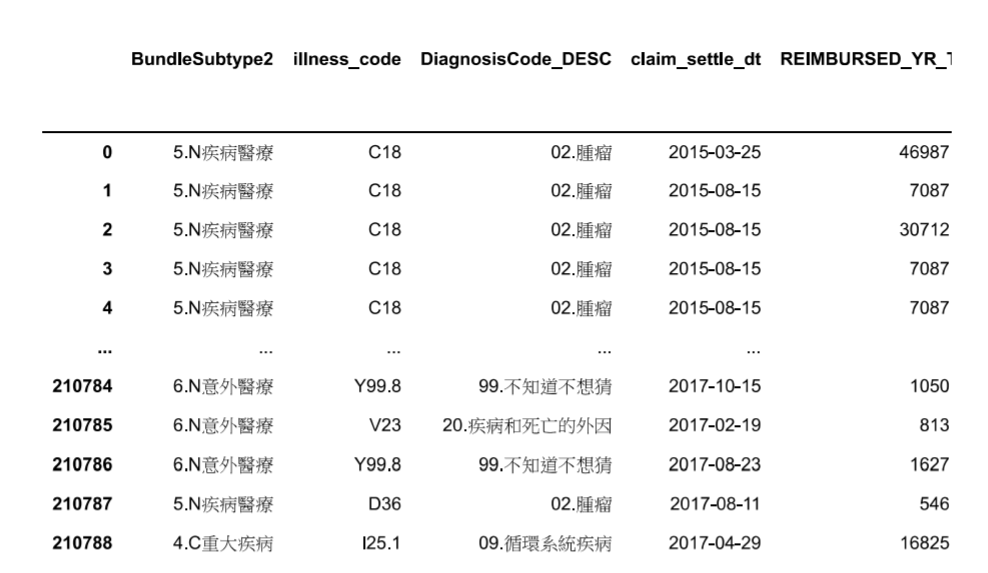 BundleSubtype2 illness_code DiagnosisCode_DESC claim_settle_dt REIMBURSED_YR_T
0 5.N疾病醫療 C18 02.腫瘤 2015-03-25 46987
1 5.N疾病醫療 C18 02.腫瘤 2015-08-15 7087
2 5.N疾病醫療 C18 02.腫瘤 2015-08-15 30712
3 5.N疾病醫療 C18 02.腫瘤 2015-08-15 7087
4 5.N疾病醫療 C18 02.腫瘤 2015-08-15 7087
... ... ... ... ...
210784 6.N意外醫療 Y99.8 99.不知道不想猜 2017-10-15 1050
210785 6.N意外醫療 V23 20.疾病和死亡的外因 2017-02-19 813
210786 6.N意外醫療 Y99.8 99.不知道不想猜 2017-08-23 1627
210787 5.N疾病醫療 D36 02.腫瘤 2017-08-11 546
210788 4.C重大疾病 I25.1 09.循環系統疾病 2017-04-29 16825